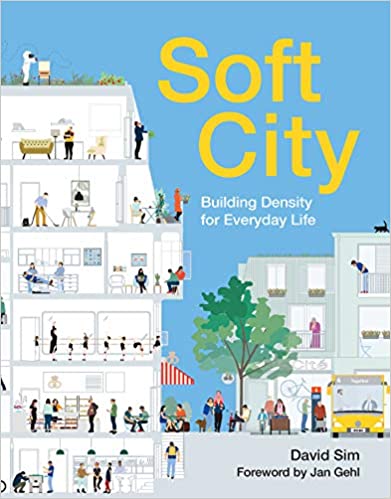 Soft
City
Building Density
for Everyday Life
David Sim
Foreword by Jan Gehl